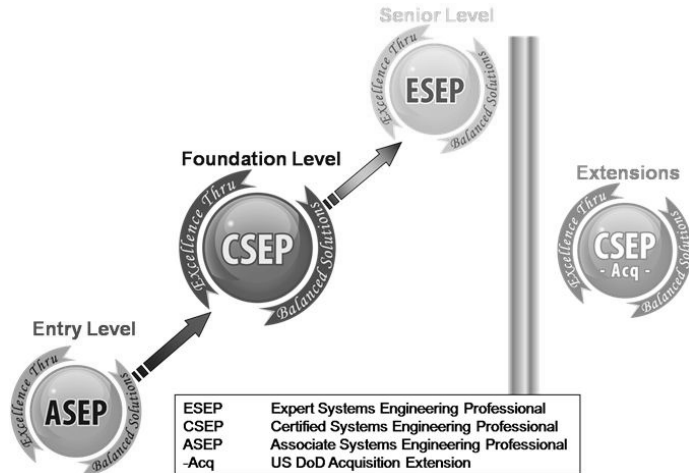 Senior Level
Excellence Thru
ESEP
Balanced Solutions
Foundation Level
Excellence Thru
CSEP
Balanced Solutions
Extensions
Excellence Thru
CSEP
- Acq -
Balanced Solutions
Entry Level
Excellence Thru
ASEP
Balanced Solutions
ESEP Expert Systems Engineering Professional
CSEP Certified Systems Engineering Professional
ASEP Associate Systems Engineering Professional
-Acq US DoD Acquisition Extension